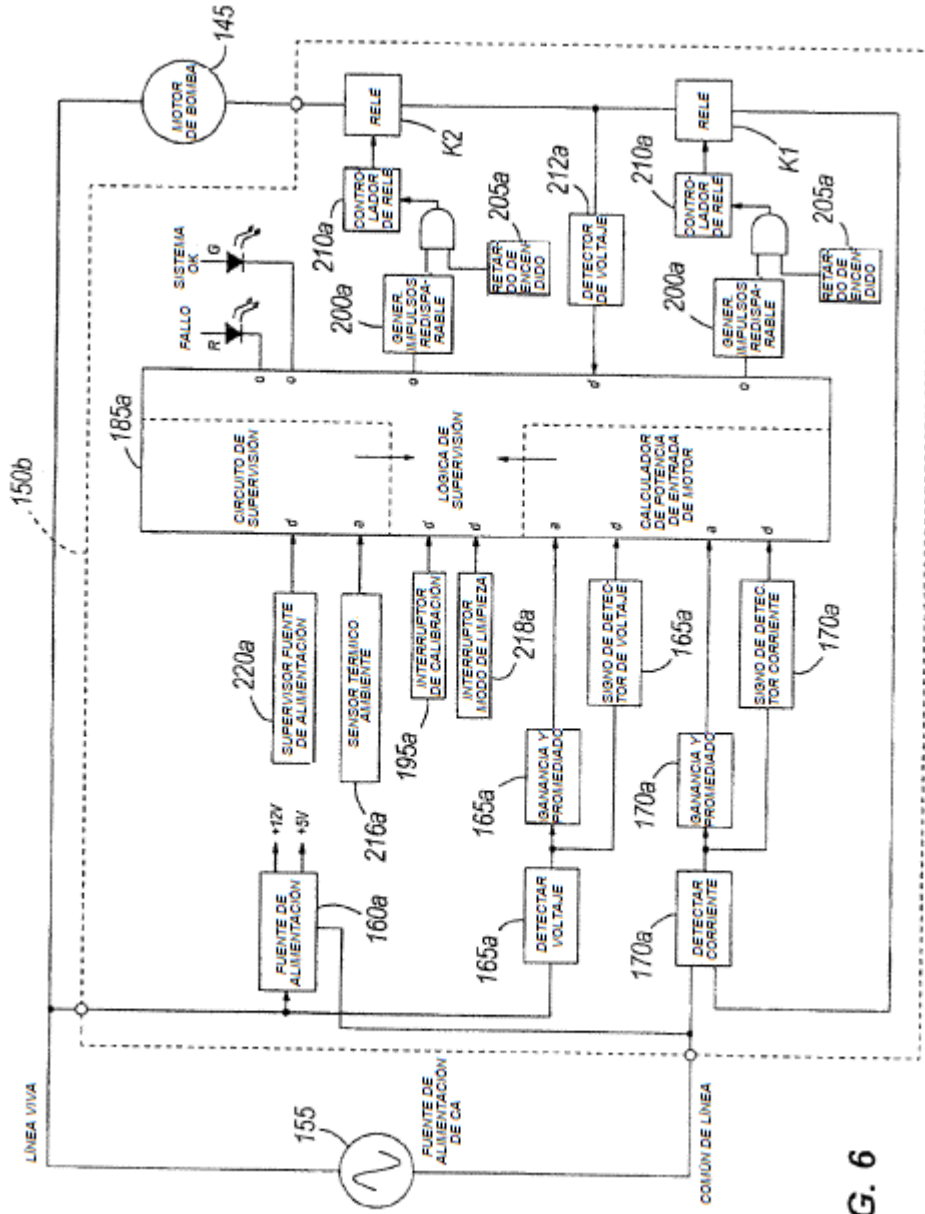 LÍNEA VIVA
155
FUENTE DE
ALIMENTACIÓN
DE CA
COMÚN DE LÍNEA
150b
FUENTE DE
ALIMENTACIÓN
160a
+12V
+5V
DETECTAR
VOLTAJE
165a
DETECTAR
CORRIENTE
170a
220a
SUPERVISOR FUENTE
DE ALIMENTACIÓN
SENSOR TÉRMICO
AMBIENTE
216a
195a
INTERRUPTOR
DE CALIBRACIÓN
INTERRUPTOR
MODO DE LIMPIEZA
218a
165a
GANANCIA Y
PROMEDIADO
SIGNO DE DETEC-
TOR DE VOLTAJE
165a
170a
GANANCIA Y
PROMEDIADO
SIGNO DE DETEC-
TOR CORRIENTE
170a
185a
CIRCUITO DE
SUPERVISIÓN
d
a
d
d
LÓGICA DE
SUPERVISIÓN
a
d
CALCULADOR
DE POTENCIA
DE ENTRADA
DE MOTOR
a
d
o
o
o
d
o
FALLO
R
SISTEMA
OK
G
200a
GENER.
IMPULSOS
REDISPA-
RABLE
RETAR-
DO DE
ENCEN-
DIDO
205a
210a
CONTRO-
LADOR
DE RELÉ
RELÉ
K2
MOTOR
DE BOMBA
145
DETECTOR
DE VOLTAJE
212a
200a
GENER.
IMPULSOS
REDISPA-
RABLE
RETAR-
DO DE
ENCEN-
DIDO
205a
210a
CONTRO-
LADOR
DE RELÉ
RELÉ
K1
G. 6